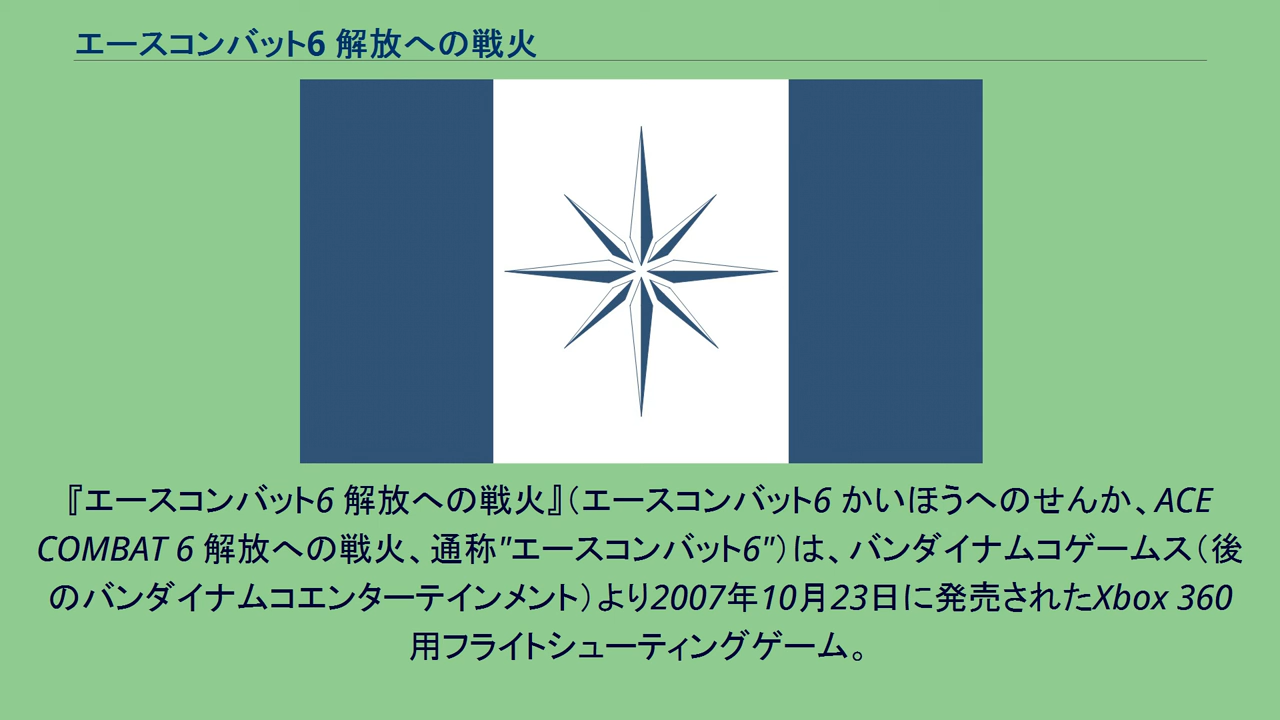 エースコンバット6 解放への戦火
『エースコンバット6 解放への戦火』（エースコンバット6 かいほうへのせんか、ACE
COMBAT 6 解放への戦火、通称"エースコンバット6"）は、バンダイナムコゲームス（後
のバンダイナムコエンターテインメント）より2007年10月23日に発売されたXbox 360
用フライトシューティングゲーム。